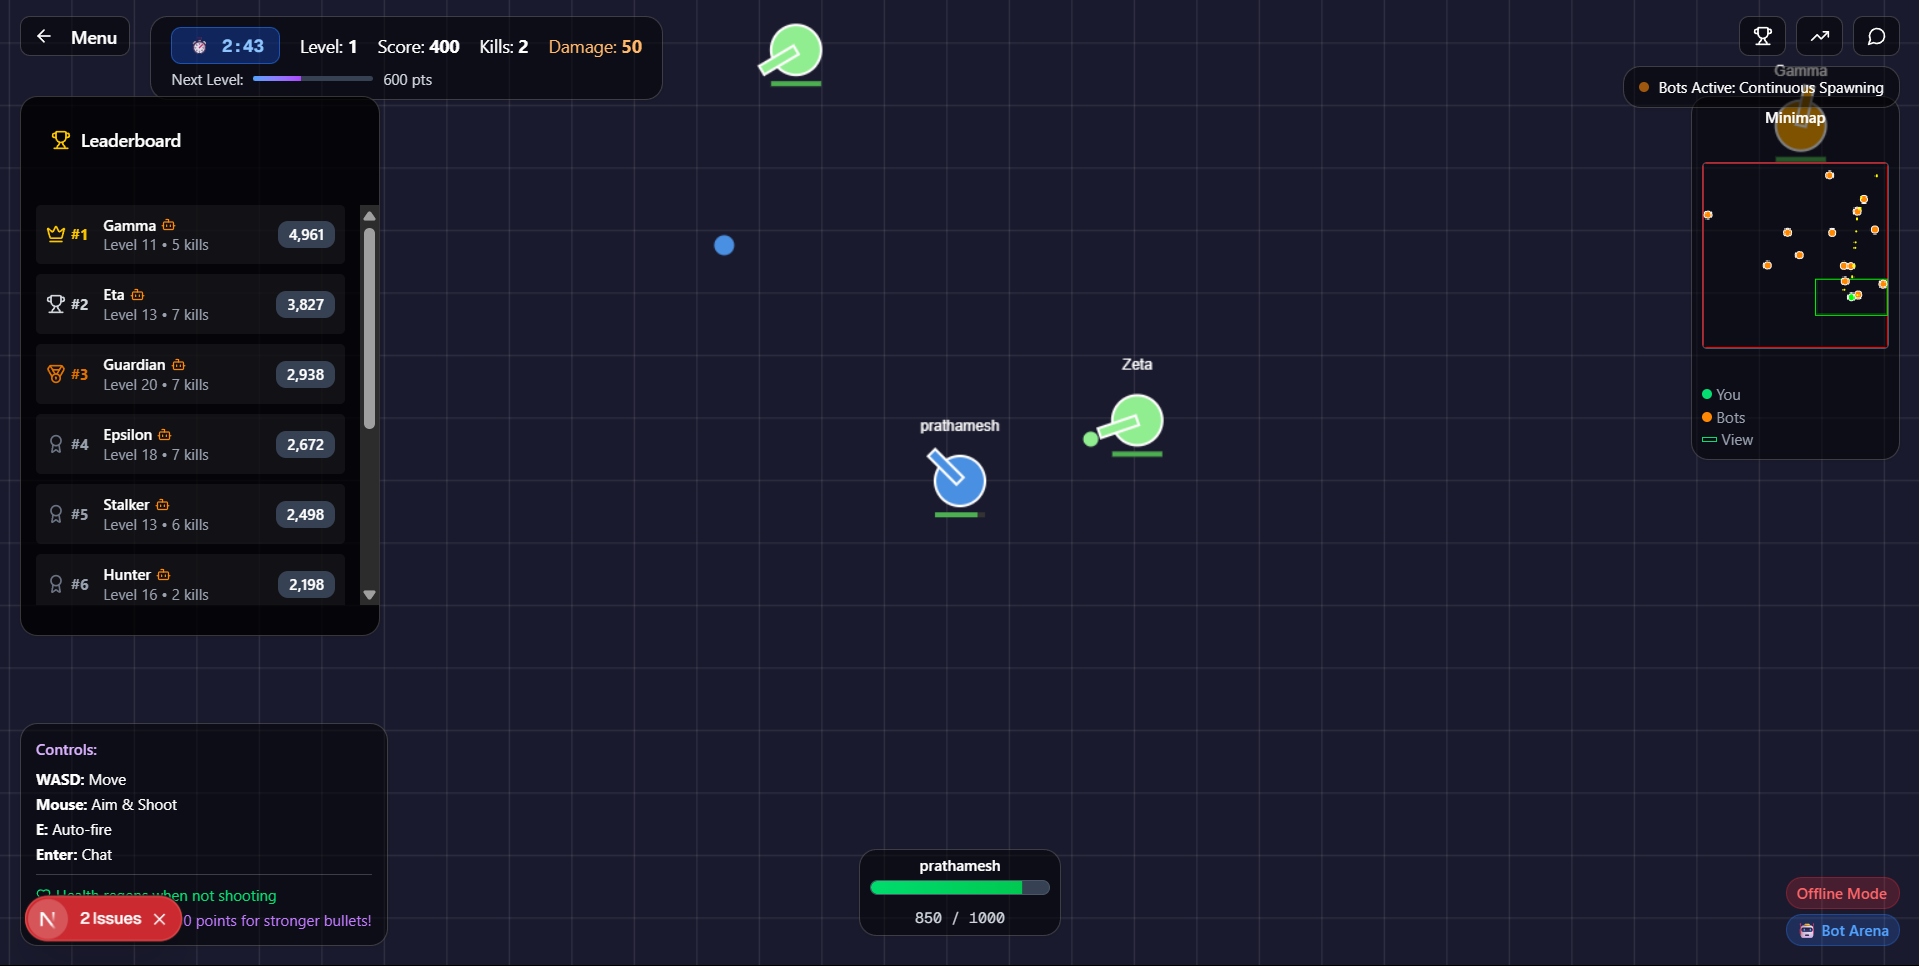 Menu
2:43
Level: 1 Score: 400 Kills: 2 Damage: 50
Next Level: 600 pts
Gamma
Bots Active: Continuous Spawning
Minimap
You
Bots
View
Leaderboard
#1 Gamma 4,961
Level 11 • 5 kills
#2 Eta 3,827
Level 13 • 7 kills
#3 Guardian 2,938
Level 20 • 7 kills
#4 Epsilon 2,672
Level 18 • 7 kills
#5 Stalker 2,498
Level 13 • 6 kills
#6 Hunter 2,198
Level 16 • 2 kills
Zeta
prathamesh
Controls:
WASD: Move
Mouse: Aim & Shoot
E: Auto-fire
Enter: Chat
Health regens when not shooting
0 points for stronger bullets!
N 2 Issues
prathamesh
850 / 1000
Offline Mode
Bot Arena